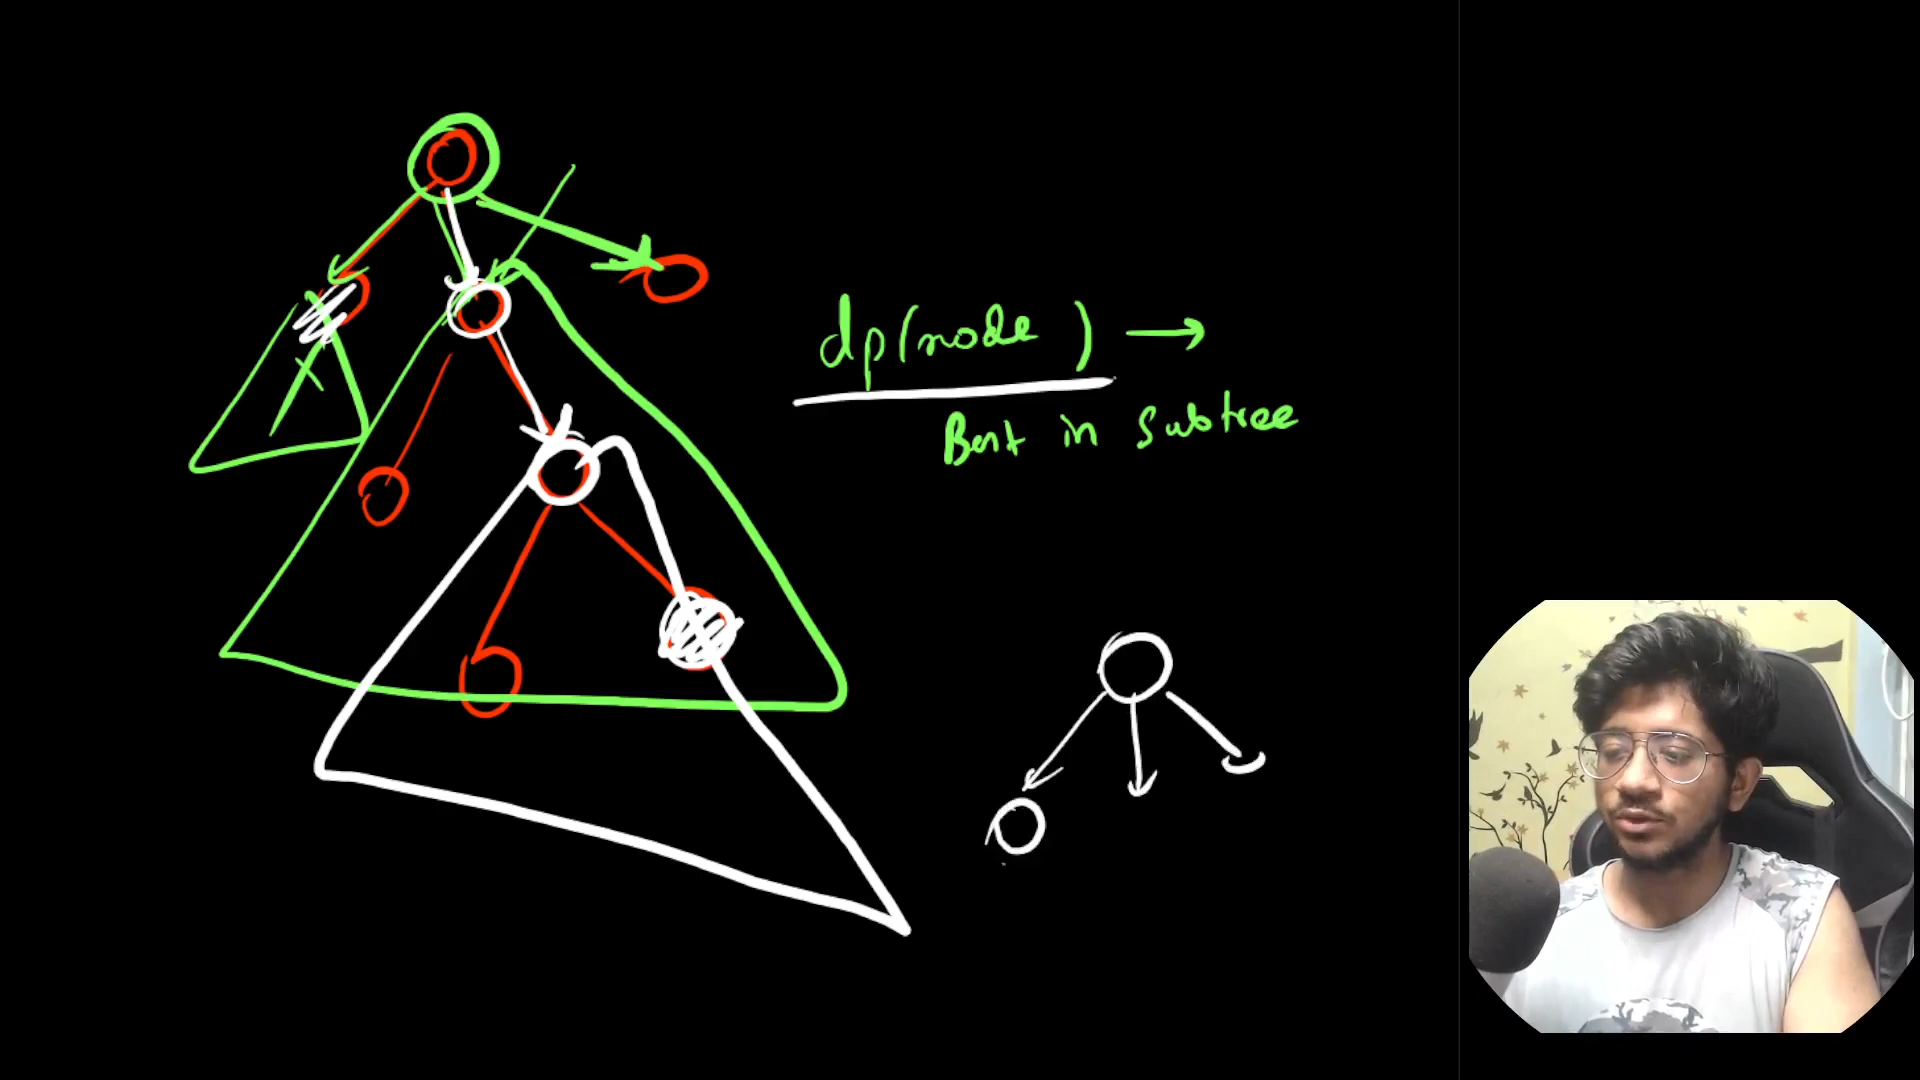 dp(node) →
Best in subtree